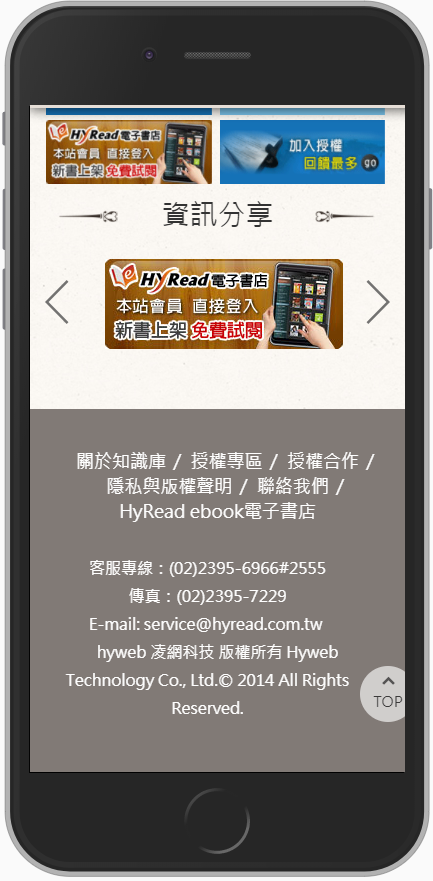 HyRead電子書店
本站會員 直接登入
新書上架 免費試閱
加入授權
回饋最多 go
資訊分享
HyRead電子書店
本站會員 直接登入
新書上架 免費試閱
關於知識庫 / 授權專區 / 授權合作 /
隱私與版權聲明 / 聯絡我們 /
HyRead ebook電子書店
客服專線：(02)2395-6966#2555
傳真：(02)2395-7229
E-mail: service@hyread.com.tw
hyweb 凌網科技 版權所有 Hyweb
Technology Co., Ltd.© 2014 All Rights
Reserved.
TOP